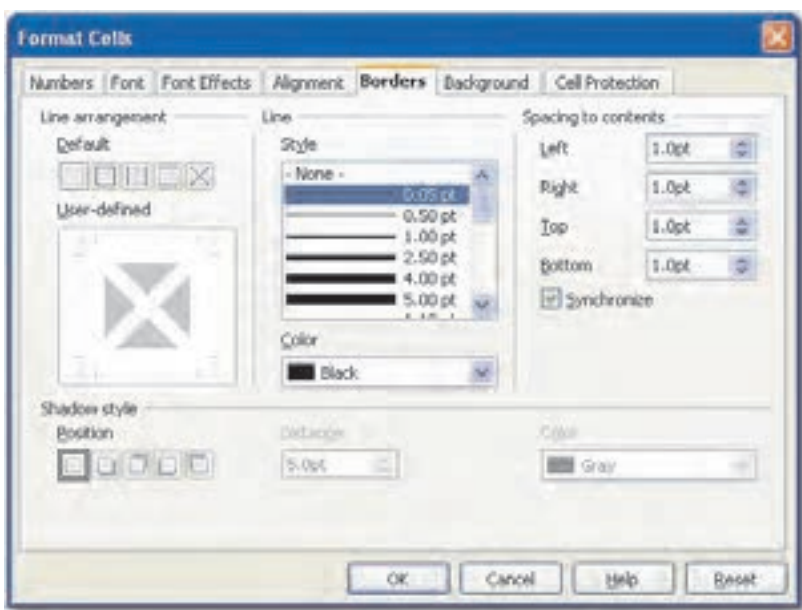 Format Cells
Numbers Font Font Effects Alignment Borders Background Cell Protection
Line arrangement
Default
User-defined
Line
Style
- None -
0.05 pt
0.50 pt
1.00 pt
2.50 pt
4.00 pt
5.00 pt
Color
Black
Spacing to contents
Left 1.0pt
Right 1.0pt
Top 1.0pt
Bottom 1.0pt
Synchronize
Shadow style
Position
Distance
5.0pt
Color
Gray
OK Cancel Help Reset